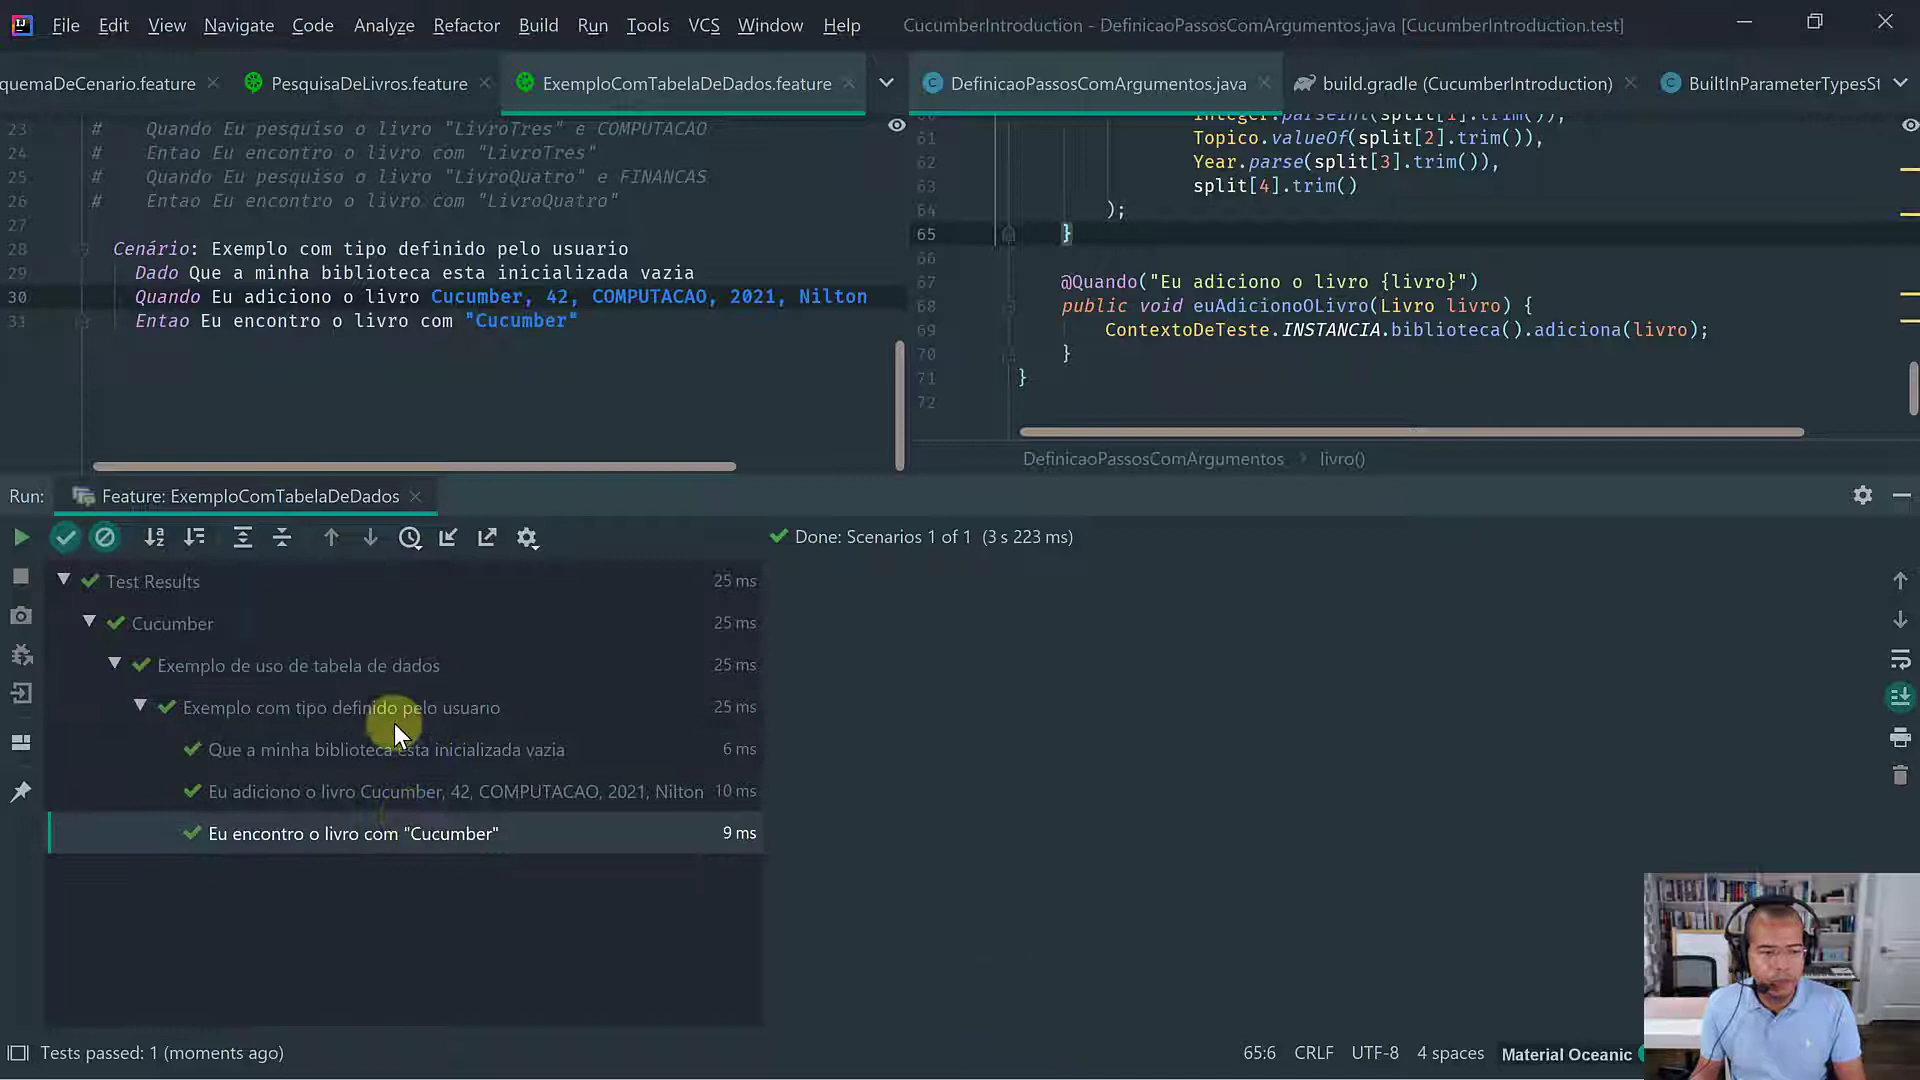 File Edit View Navigate Code Analyze Refactor Build Run Tools VCS Window Help CucumberIntroduction - DefinicaoPassosComArgumentos.java [CucumberIntroduction.test]
quemaDeCenario.feature PesquisaDeLivros.feature ExemploComTabelaDeDados.feature DefinicaoPassosComArgumentos.java build.gradle (CucumberIntroduction) BuiltInParameterTypesSt
23 # Quando Eu pesquiso o livro "LivroTres" e COMPUTACAO
24 # Entao Eu encontro o livro com "LivroTres"
25 # Quando Eu pesquiso o livro "LivroQuatro" e FINANCAS
26 # Entao Eu encontro o livro com "LivroQuatro"
27
28 Cenário: Exemplo com tipo definido pelo usuario
29 Dado Que a minha biblioteca esta inicializada vazia
30 Quando Eu adiciono o livro Cucumber, 42, COMPUTACAO, 2021, Nilton
31 Entao Eu encontro o livro com "Cucumber"
Integer.parseInt(split[1].trim()),
61 Topico.valueOf(split[2].trim()),
62 Year.parse(split[3].trim()),
63 split[4].trim()
64 );
65 }
66
67 @Quando("Eu adiciono o livro {livro}")
68 public void euAdicionoOLivro(Livro livro) {
69 ContextoDeTeste.INSTANCIA.biblioteca().adiciona(livro);
70 }
71 }
72
DefinicaoPassosComArgumentos livro()
Run: Feature: ExemploComTabelaDeDados
Done: Scenarios 1 of 1 (3 s 223 ms)
Test Results 25 ms
Cucumber 25 ms
Exemplo de uso de tabela de dados 25 ms
Exemplo com tipo definido pelo usuario 25 ms
Que a minha biblioteca esta inicializada vazia 6 ms
Eu adiciono o livro Cucumber, 42, COMPUTACAO, 2021, Nilton 10 ms
Eu encontro o livro com "Cucumber" 9 ms
Tests passed: 1 (moments ago) 65:6 CRLF UTF-8 4 spaces Material Oceanic